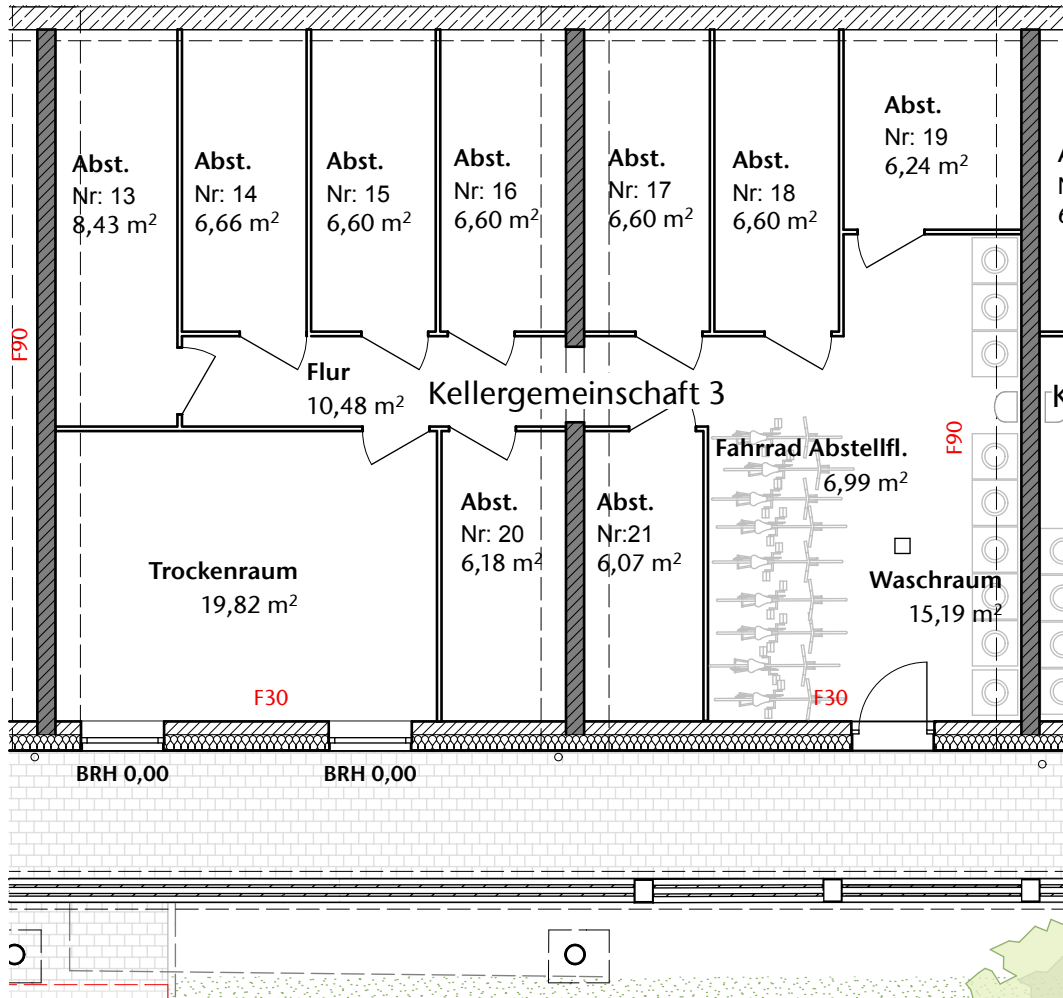 Abst.
Nr: 13
8,43 m²
Abst.
Nr: 14
6,66 m²
Abst.
Nr: 15
6,60 m²
Abst.
Nr: 16
6,60 m²
Abst.
Nr: 17
6,60 m²
Abst.
Nr: 18
6,60 m²
Abst.
Nr: 19
6,24 m²
F90
Flur
10,48 m²
Kellergemeinschaft 3
F90
Fahrrad Abstellfl.
6,99 m²
Trockenraum
19,82 m²
Abst.
Nr: 20
6,18 m²
Abst.
Nr:21
6,07 m²
Waschraum
15,19 m²
F30
F30
BRH 0,00
BRH 0,00